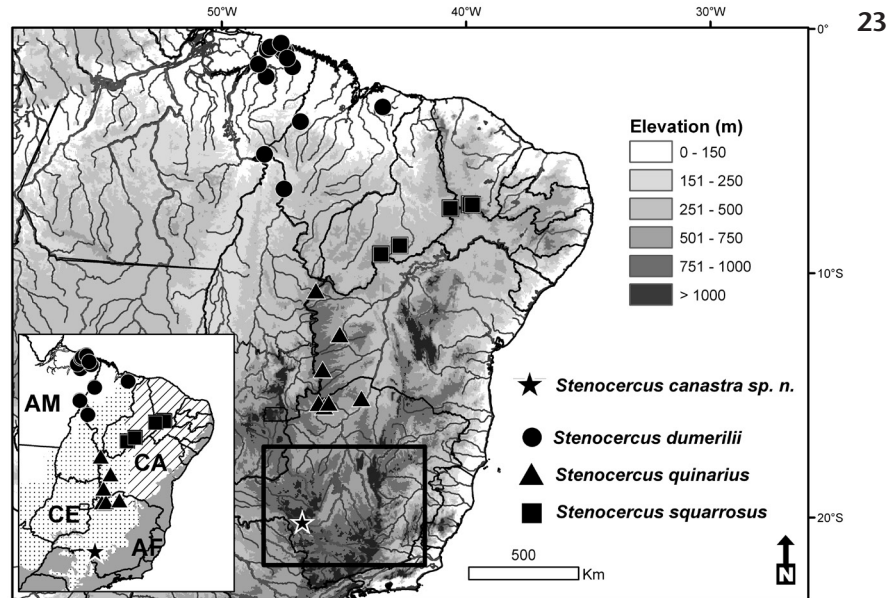 50°W 40°W 30°W
0°
23
Elevation (m)
0 - 150
151 - 250
251 - 500
501 - 750
751 - 1000
> 1000
10°S
Stenocercus canastra sp. n.
Stenocercus dumerilii
Stenocercus quinarius
Stenocercus squarrosus
AM
CA
CE
AF
20°S
500
Km
N